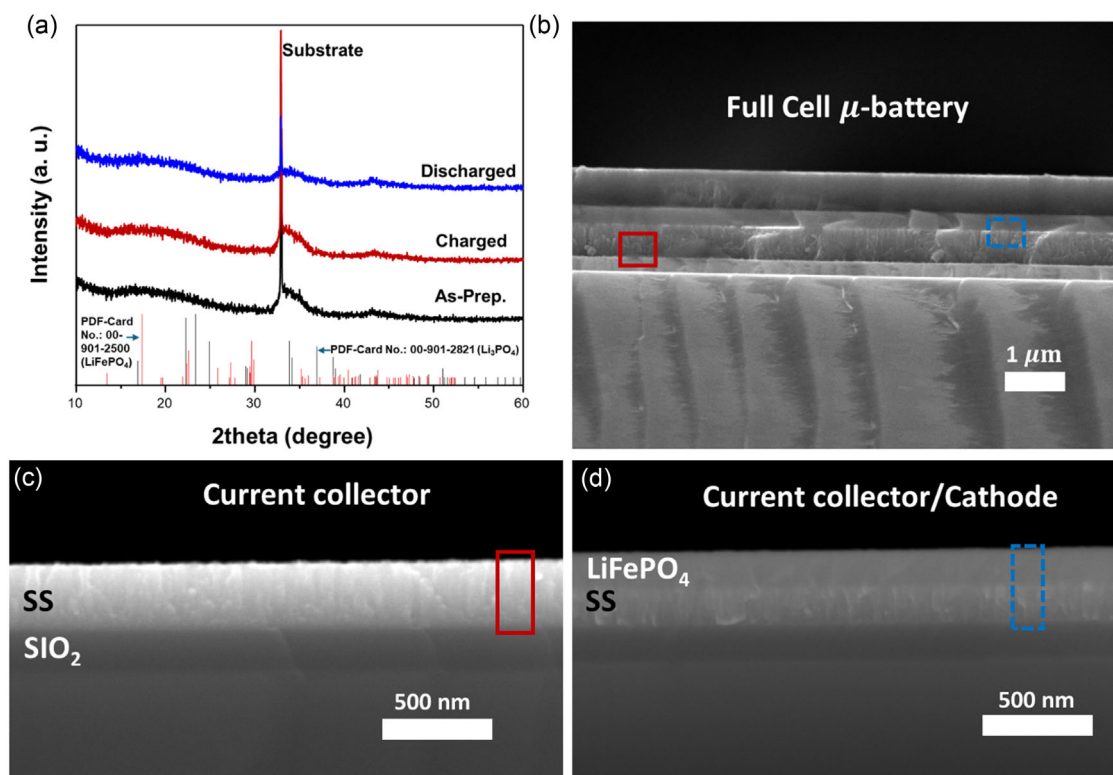 (a)
Intensity (a. u.)
Substrate
Discharged
Charged
As-Prep.
PDF-Card
No.: 00-
901-2500
(LiFePO₄)
PDF-Card No.: 00-901-2821 (Li₃PO₄)
10 20 30 40 50 60
2theta (degree)
(b)
Full Cell μ-battery
1 μm
(c)
Current collector
SS
SIO₂
500 nm
(d)
Current collector/Cathode
LiFePO₄
SS
500 nm